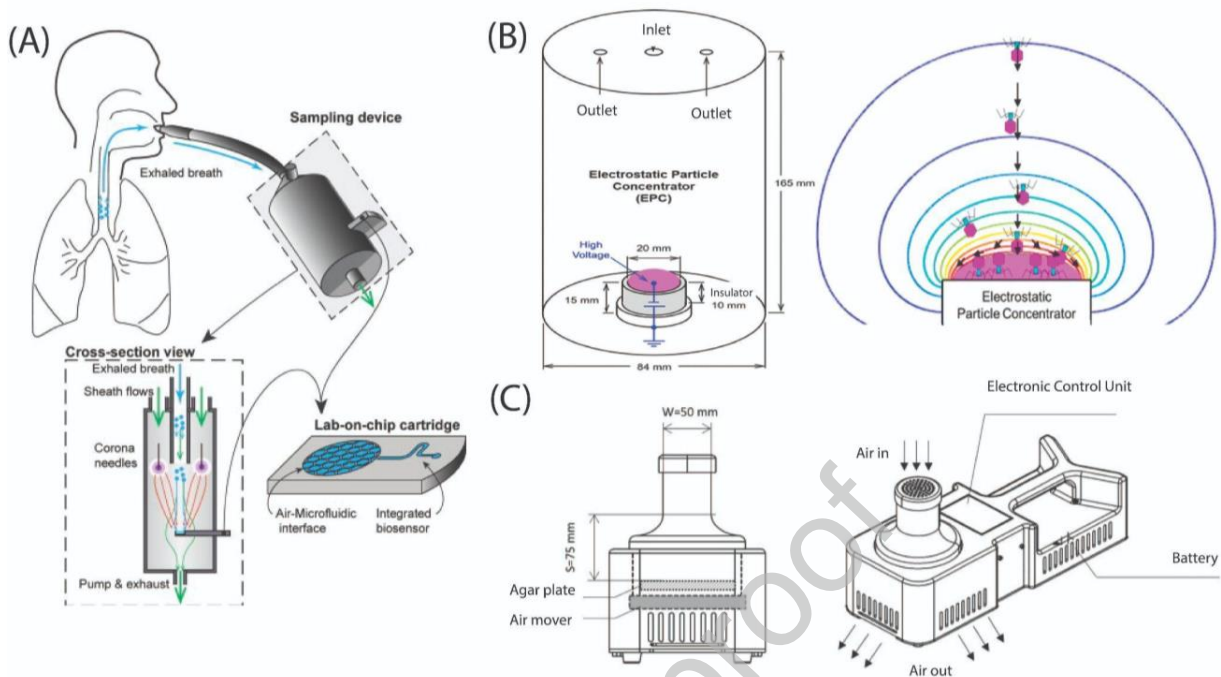 (A)
Sampling device
Exhaled breath
Cross-section view
Exhaled breath
Sheath flows
Corona
needles
Pump & exhaust
Lab-on-chip cartridge
Air-Microfluidic
interface
Integrated
biosensor
(B)
Inlet
Outlet
Outlet
Electrostatic Particle
Concentrator
(EPC)
165 mm
High
Voltage
20 mm
15 mm
Insulator
10 mm
84 mm
Electrostatic
Particle Concentrator
(C)
W=50 mm
S=75 mm
Agar plate
Air mover
Electronic Control Unit
Air in
Battery
Air out
proof